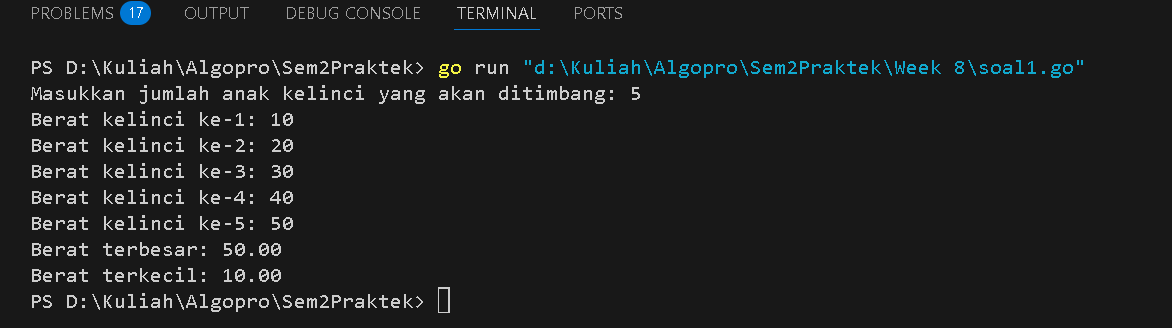 PROBLEMS 17 OUTPUT DEBUG CONSOLE TERMINAL PORTS
PS D:\Kuliah\Algopro\Sem2Praktek> go run "d:\Kuliah\Algopro\Sem2Praktek\Week 8\soal1.go"
Masukkan jumlah anak kelinci yang akan ditimbang: 5
Berat kelinci ke-1: 10
Berat kelinci ke-2: 20
Berat kelinci ke-3: 30
Berat kelinci ke-4: 40
Berat kelinci ke-5: 50
Berat terbesar: 50.00
Berat terkecil: 10.00
PS D:\Kuliah\Algopro\Sem2Praktek>